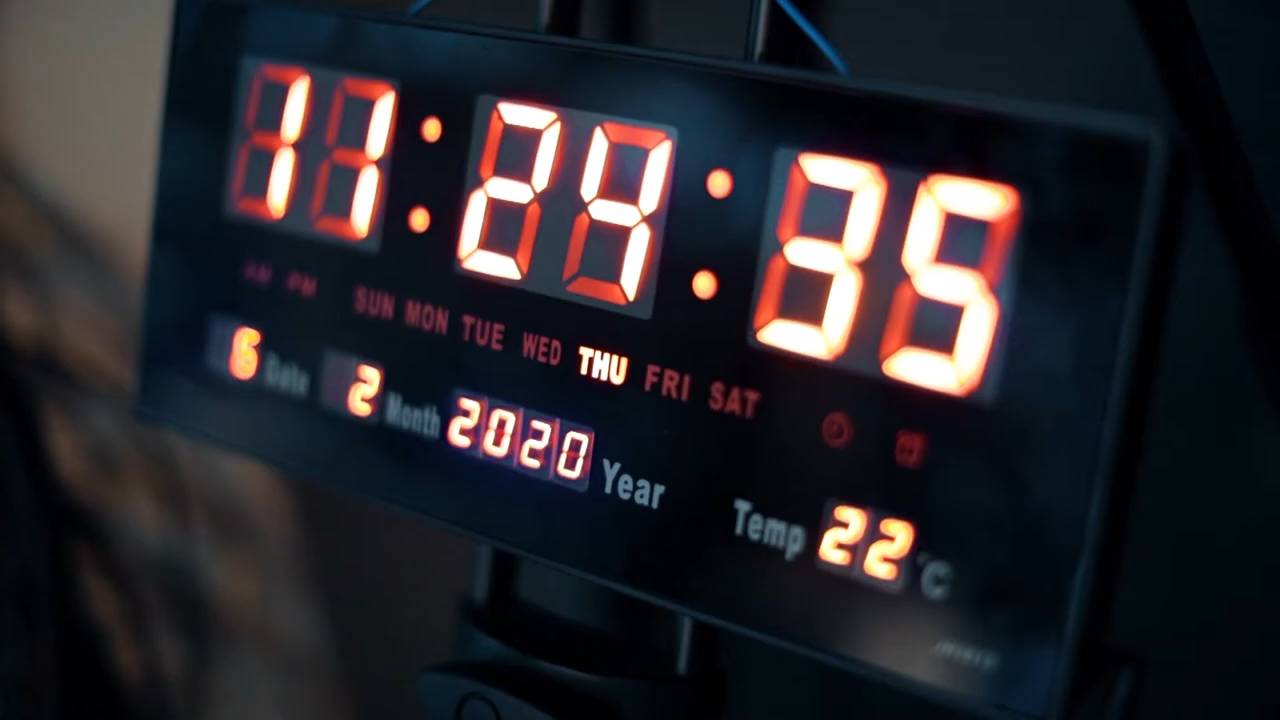 11:24:35
AM PM
SUN MON TUE WED THU FRI SAT
6 Date 2 Month 2020 Year
Temp 22 °C